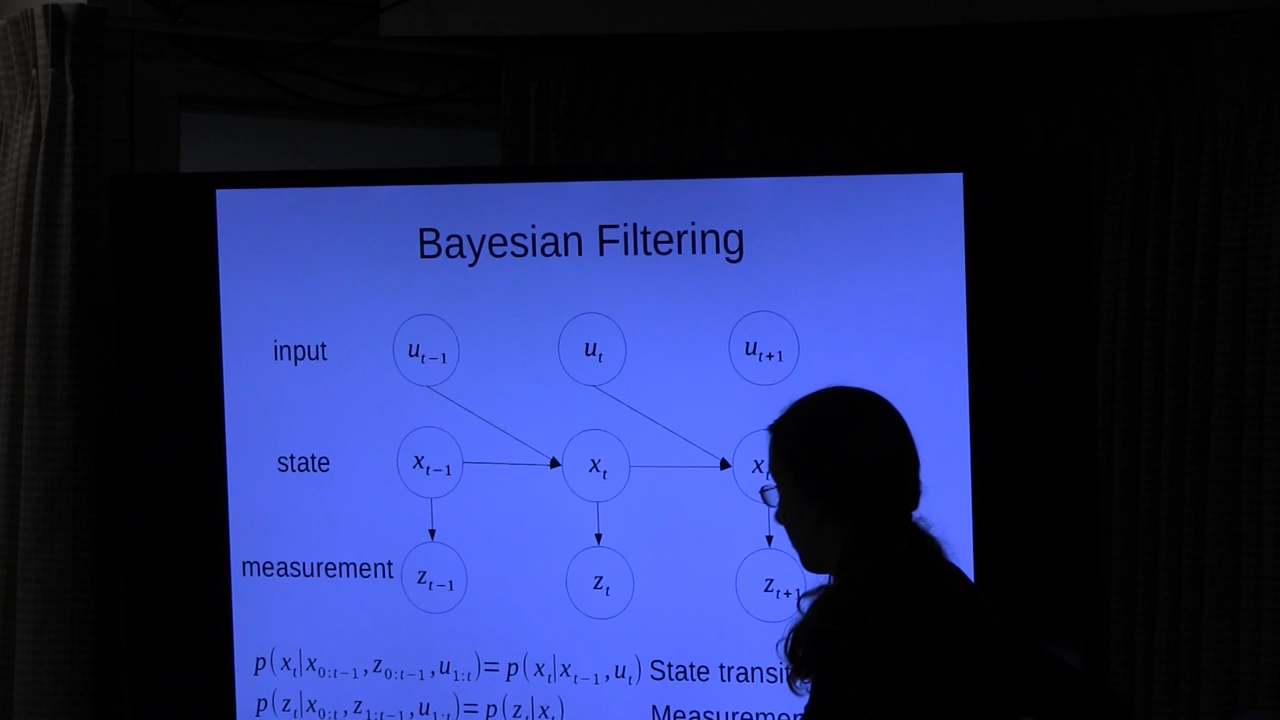 Bayesian Filtering
input u_{t−1} u_t u_{t+1}
state x_{t−1} x_t
measurement z_{t−1} z_t z_{t+1}
p(x_t|x_{0:t−1}, z_{0:t−1}, u_{1:t}) = p(x_t|x_{t−1}, u_t) State
p(z_t|x_{0:t}, z_{1:t−1}, u_{1:t}) = p(z_t|x_t)